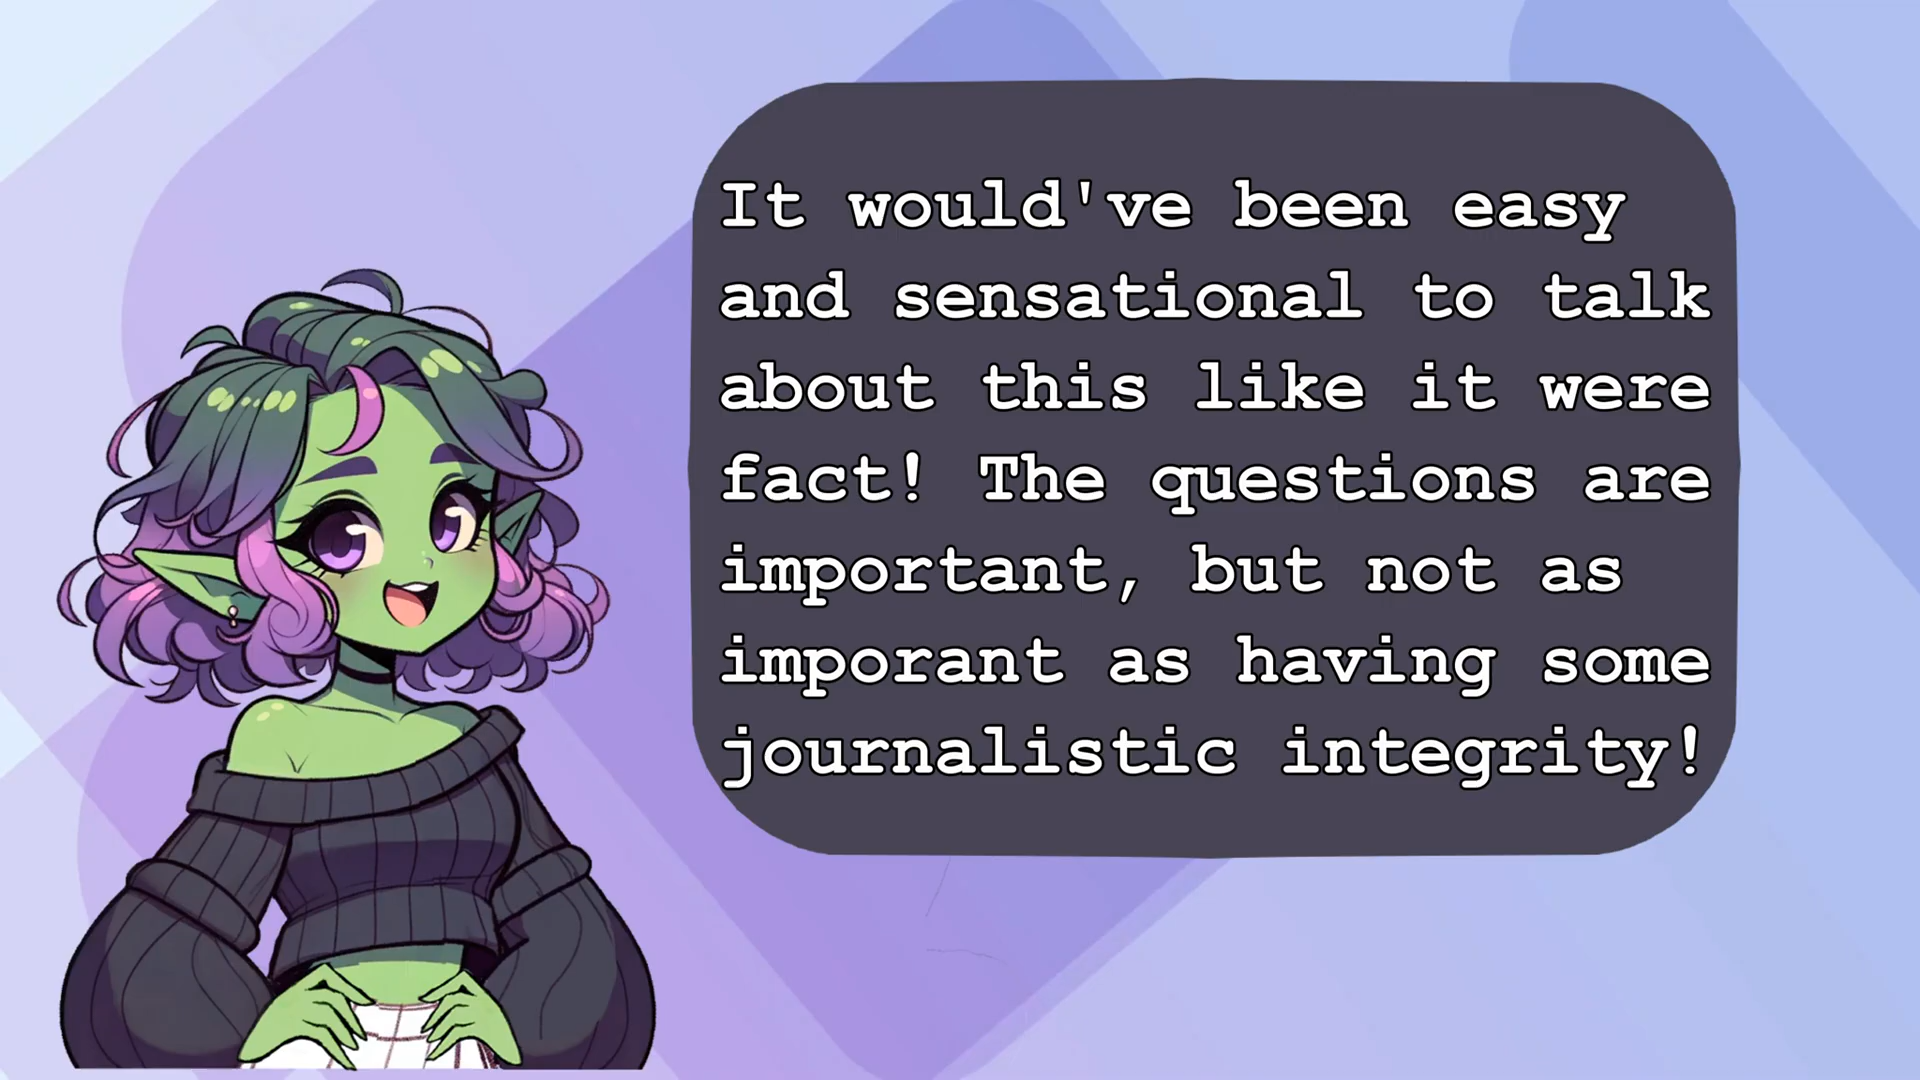 It would've been easy
and sensational to talk
about this like it were
fact! The questions are
important, but not as
imporant as having some
journalistic integrity!